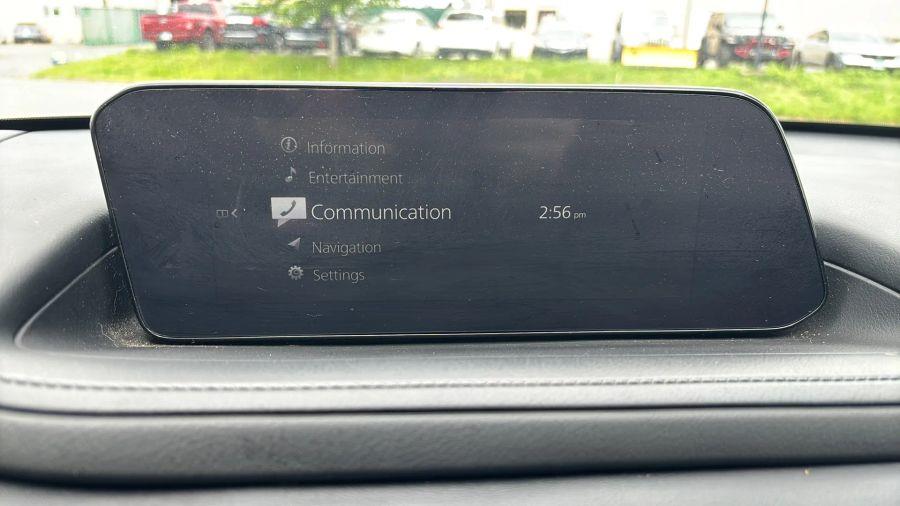 Information
Entertainment
Communication
2:56 pm
Navigation
Settings